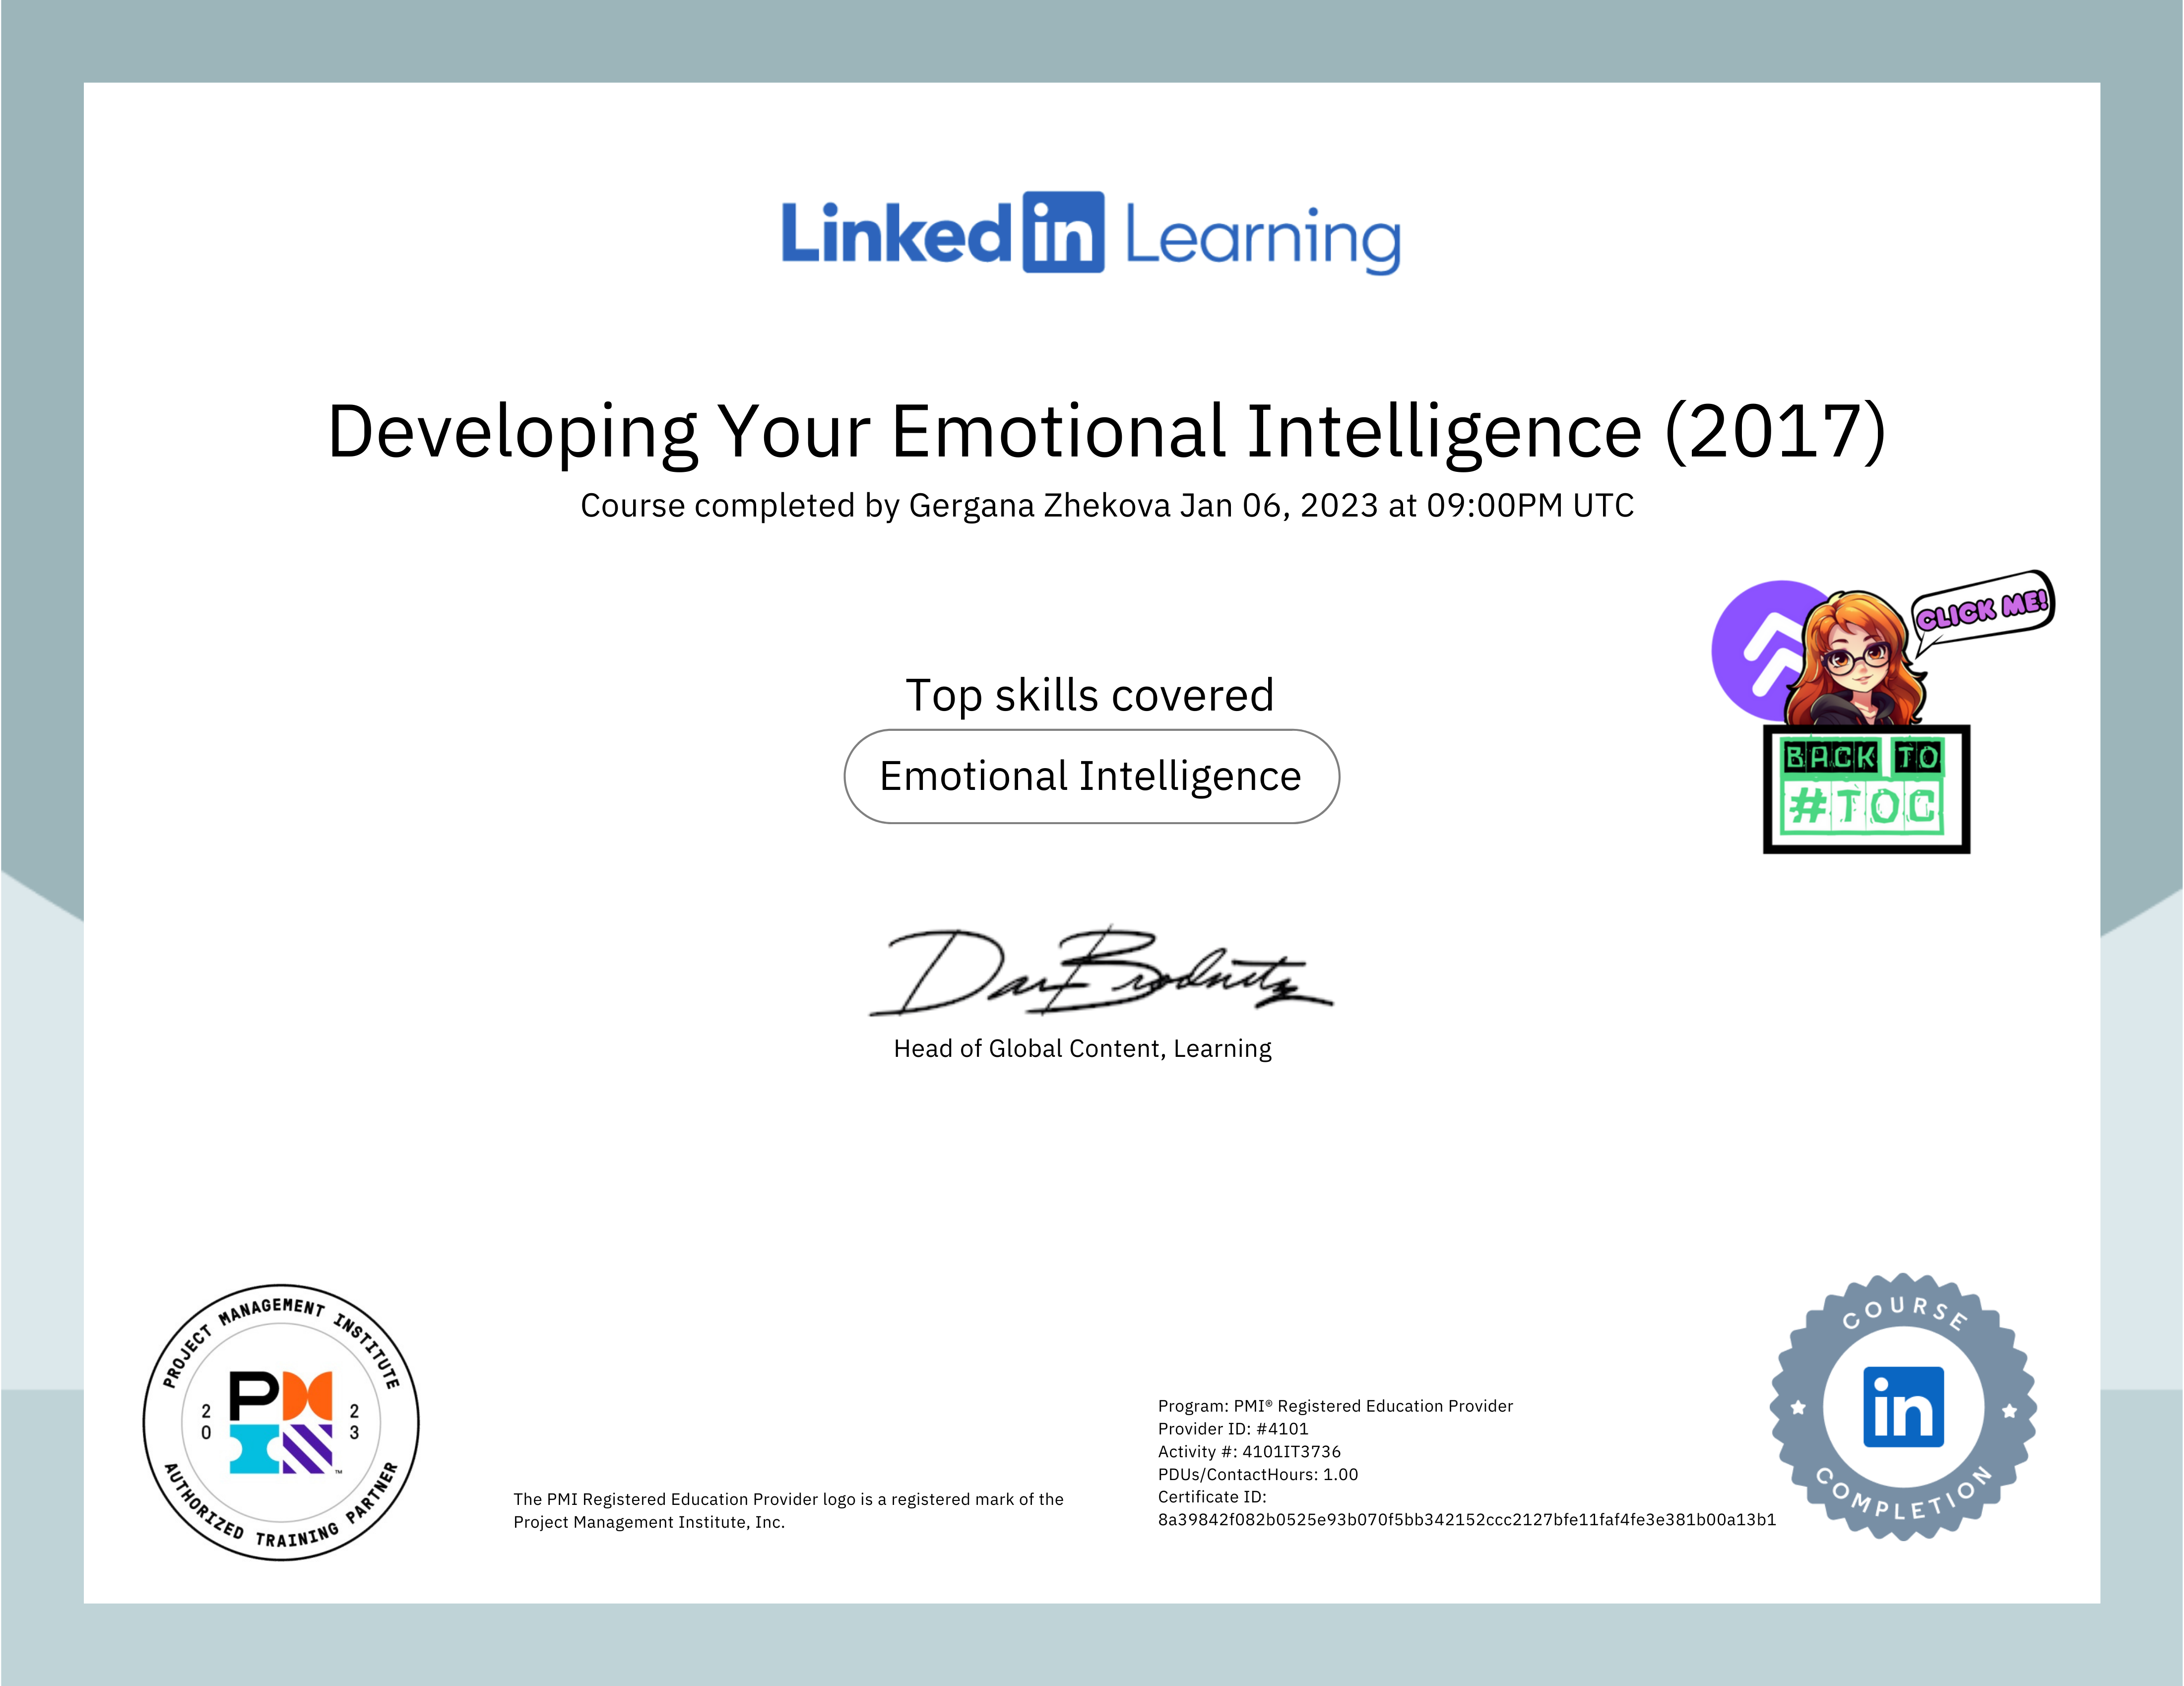 Linked in Learning
Developing Your Emotional Intelligence (2017)
Course completed by Gergana Zhekova Jan 06, 2023 at 09:00PM UTC
CLICK ME!
Top skills covered
BACK TO
Emotional Intelligence
#TOC
Dan Brodnitz
Head of Global Content, Learning
PROJECT MANAGEMENT INSTITUTE
20 23
PM
AUTHORIZED TRAINING PARTNER
The PMI Registered Education Provider logo is a registered mark of the
Project Management Institute, Inc.
Program: PMI® Registered Education Provider
Provider ID: #4101
Activity #: 4101IT3736
PDUs/ContactHours: 1.00
Certificate ID:
8a39842f082b0525e93b070f5bb342152ccc2127bfe11faf4fe3e381b00a13b1
COURSE
in
COMPLETION